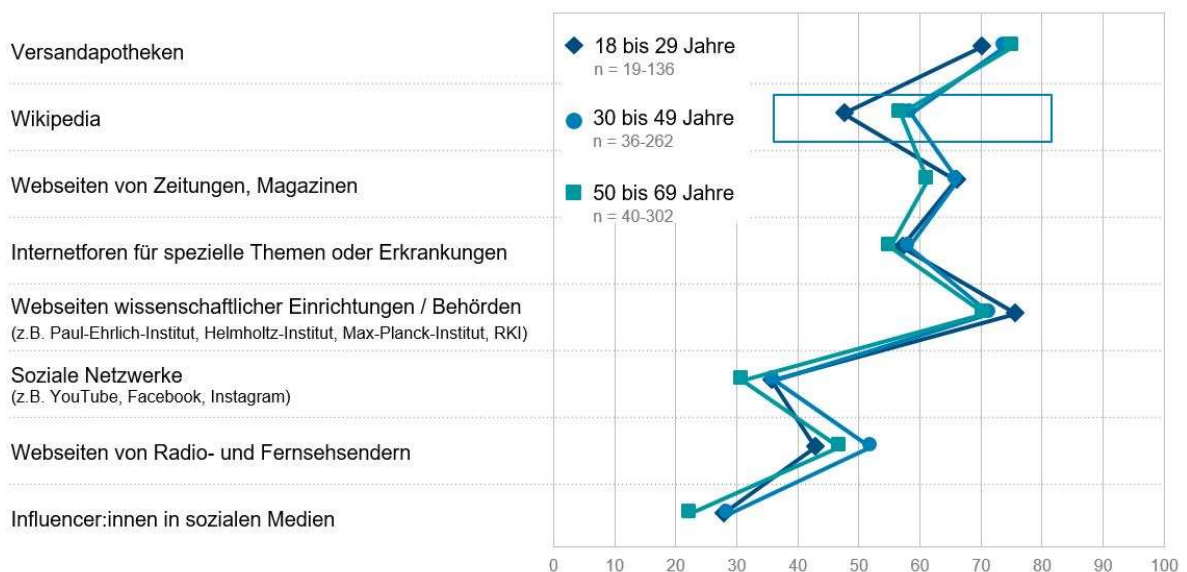 Versandapotheken
18 bis 29 Jahre
n = 19-136
Wikipedia
30 bis 49 Jahre
n = 36-262
Webseiten von Zeitungen, Magazinen
50 bis 69 Jahre
n = 40-302
Internetforen für spezielle Themen oder Erkrankungen
Webseiten wissenschaftlicher Einrichtungen / Behörden
(z.B. Paul-Ehrlich-Institut, Helmholtz-Institut, Max-Planck-Institut, RKI)
Soziale Netzwerke
(z.B. YouTube, Facebook, Instagram)
Webseiten von Radio- und Fernsehsendern
Influencer:innen in sozialen Medien
0 10 20 30 40 50 60 70 80 90 100